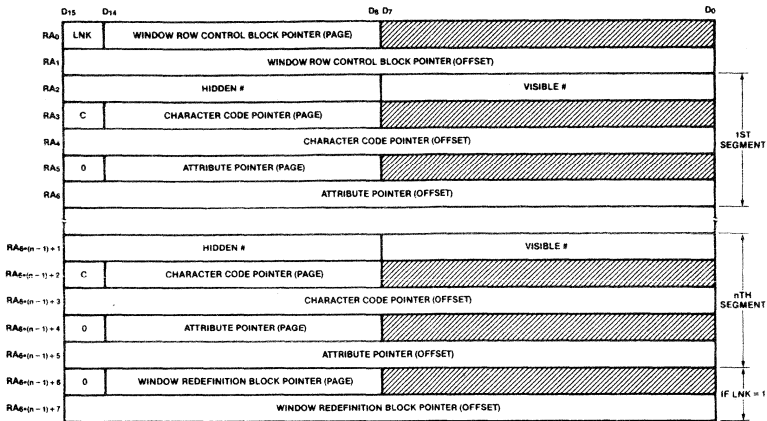 D15 D14 D8 D7 D0
RA0 LNK WINDOW ROW CONTROL BLOCK POINTER (PAGE)
RA1 WINDOW ROW CONTROL BLOCK POINTER (OFFSET)
RA2 HIDDEN # VISIBLE #
RA3 C CHARACTER CODE POINTER (PAGE)
RA4 CHARACTER CODE POINTER (OFFSET)
1ST
SEGMENT
RA5 0 ATTRIBUTE POINTER (PAGE)
RA6 ATTRIBUTE POINTER (OFFSET)
RA6*(n − 1) + 1 HIDDEN # VISIBLE #
RA6*(n − 1) + 2 C CHARACTER CODE POINTER (PAGE)
RA6*(n − 1) + 3 CHARACTER CODE POINTER (OFFSET)
nTH
SEGMENT
RA6*(n − 1) + 4 0 ATTRIBUTE POINTER (PAGE)
RA6*(n − 1) + 5 ATTRIBUTE POINTER (OFFSET)
RA6*(n − 1) + 6 0 WINDOW REDEFINITION BLOCK POINTER (PAGE)
IF LNK = 1
RA6*(n − 1) + 7 WINDOW REDEFINITION BLOCK POINTER (OFFSET)